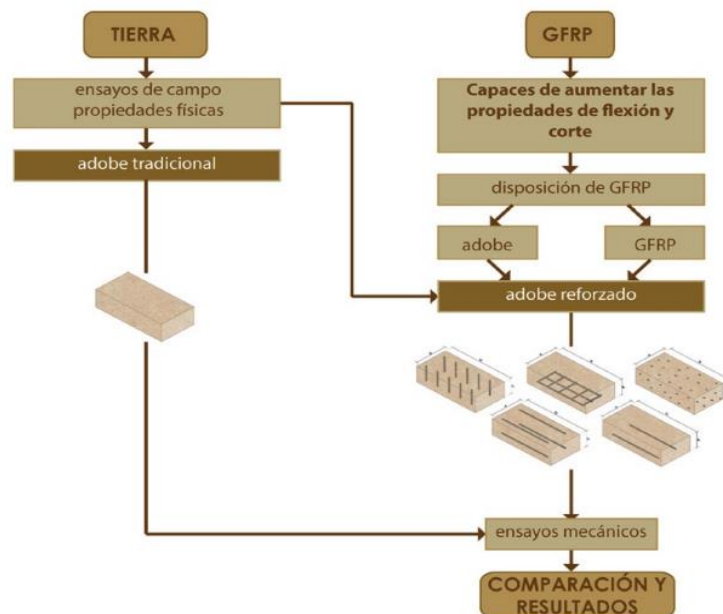 TIERRA
ensayos de campo
propiedades físicas
adobe tradicional
GFRP
Capaces de aumentar las
propiedades de flexión y
corte
disposición de GFRP
adobe
GFRP
adobe reforzado
ensayos mecánicos
COMPARACIÓN Y
RESULTADOS